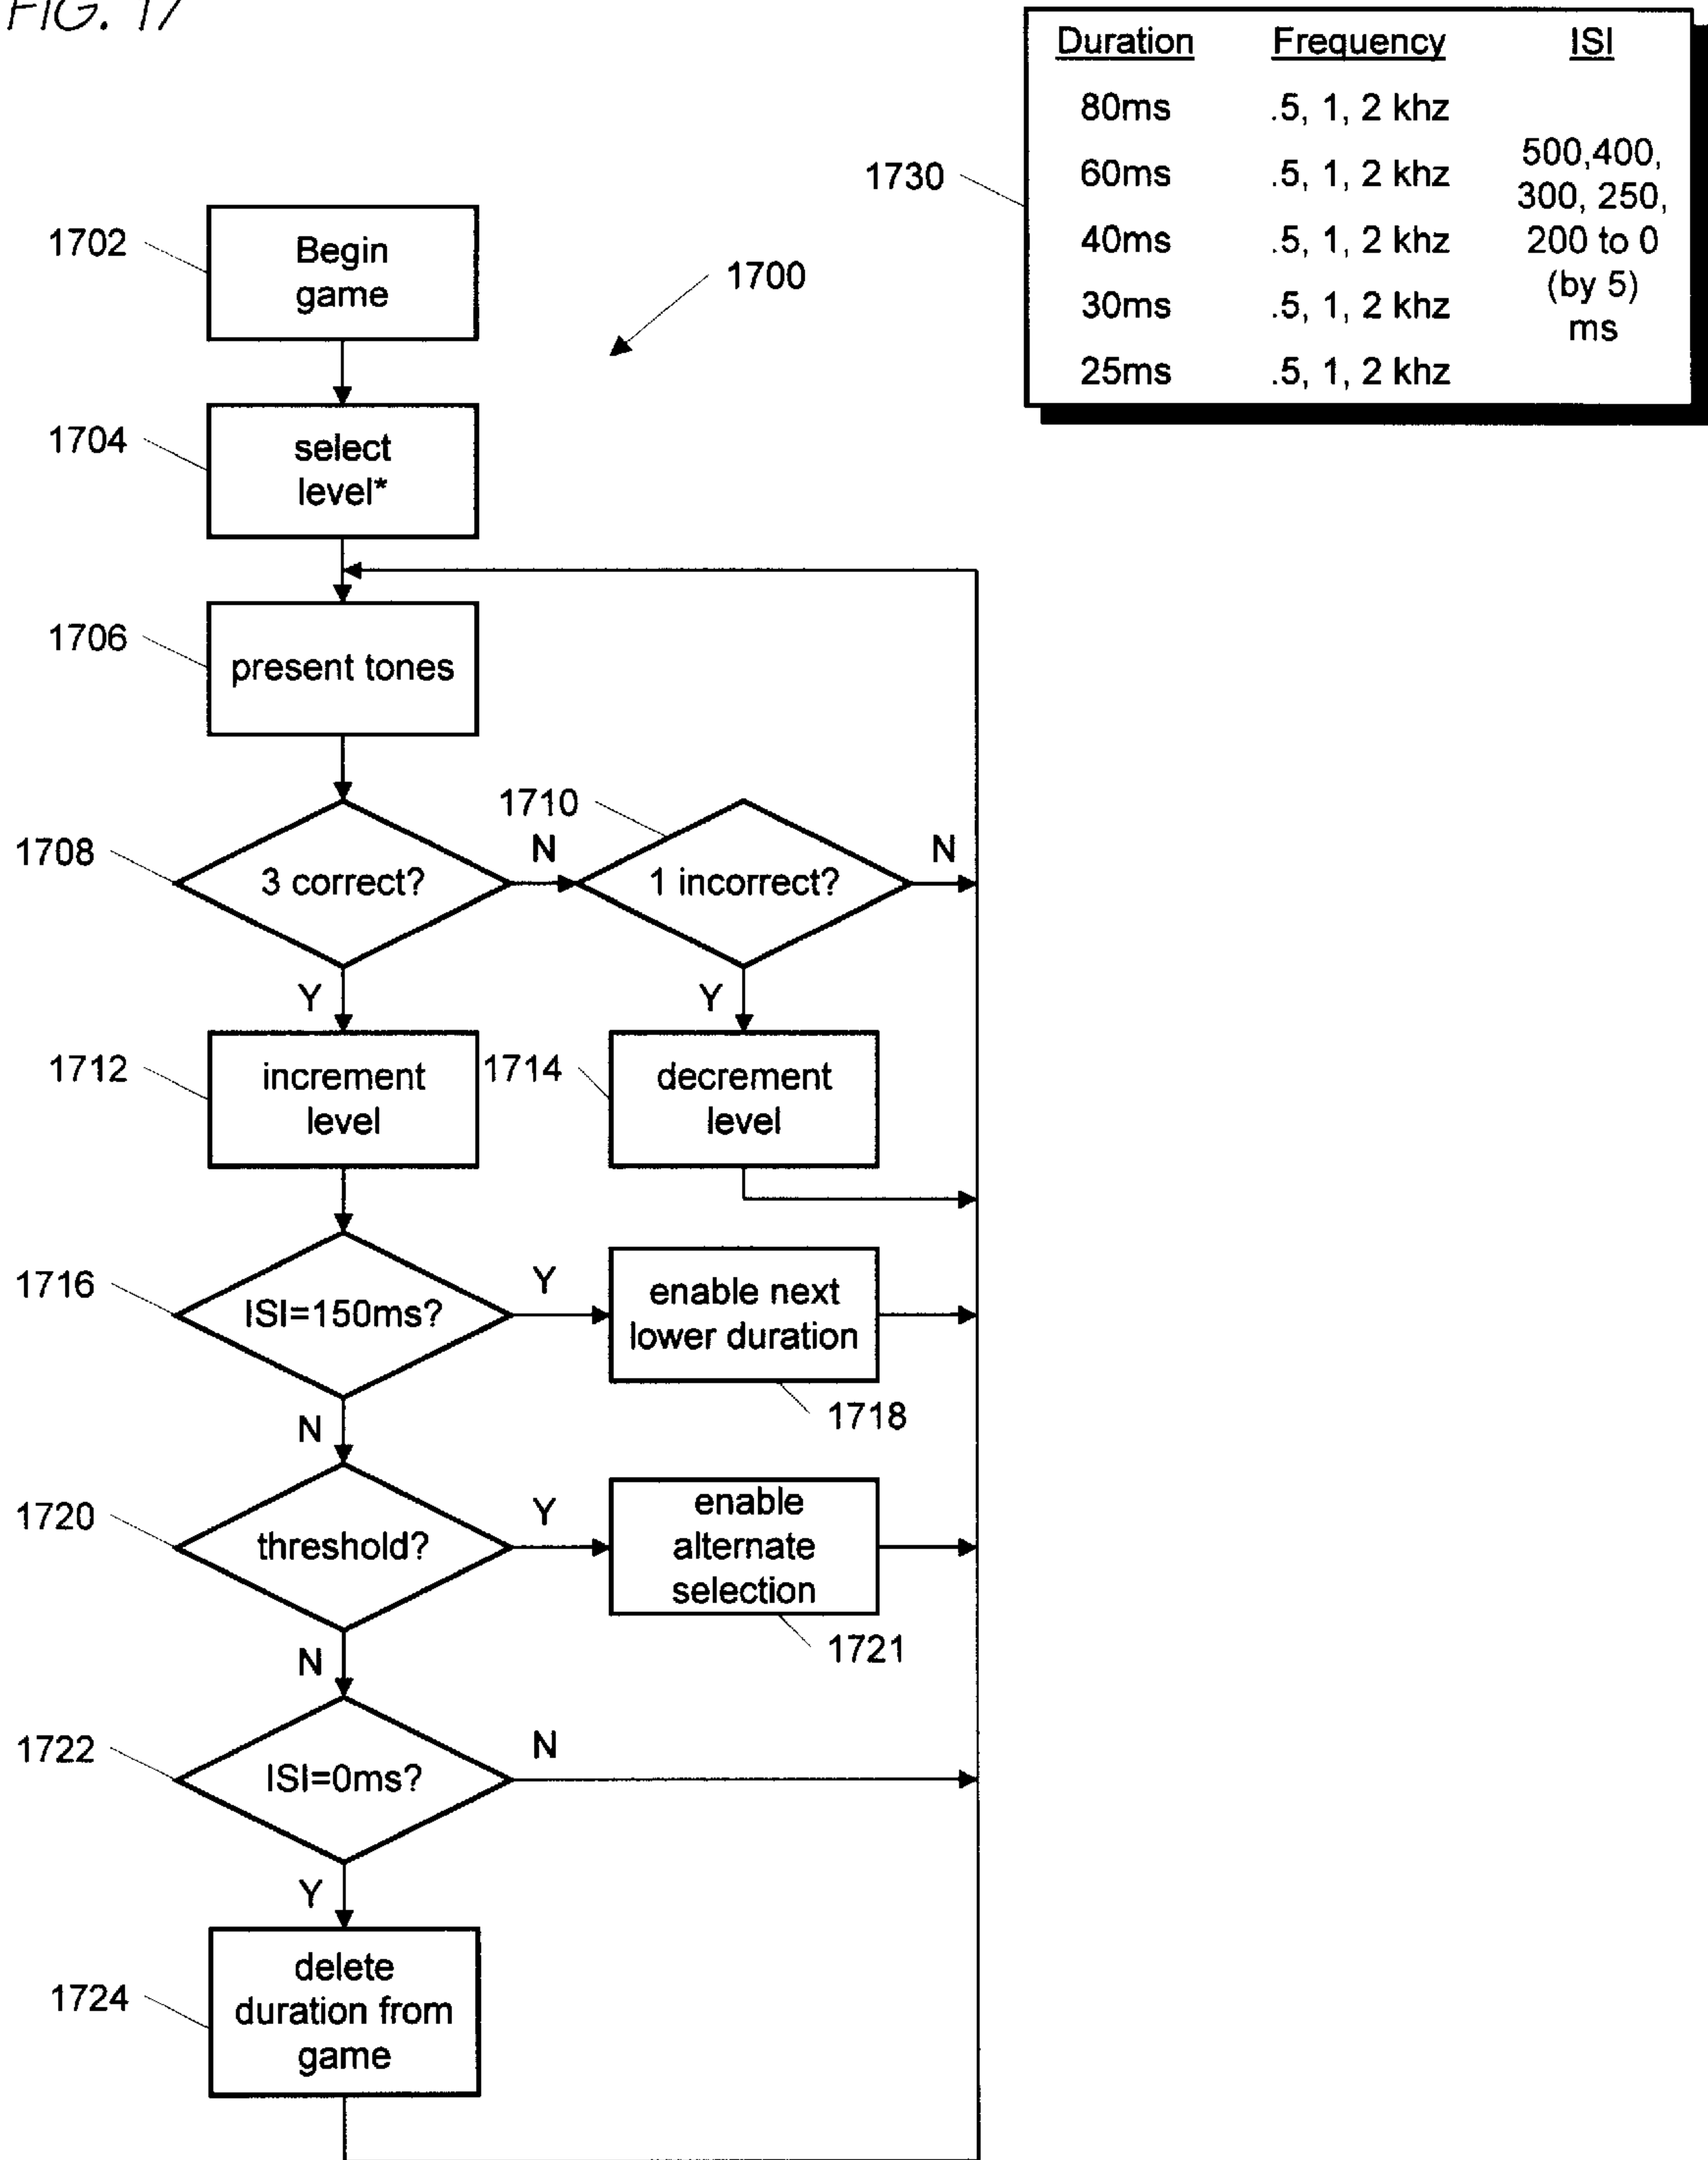 FIG. 17
Duration Frequency ISI
80ms .5, 1, 2 khz
60ms .5, 1, 2 khz
40ms .5, 1, 2 khz
30ms .5, 1, 2 khz
25ms .5, 1, 2 khz
500,400,
300, 250,
200 to 0
(by 5)
ms
1730
1700
1702
Begin
game
1704
select
level*
1706
present tones
1708
3 correct?
N
Y
1710
1 incorrect?
N
Y
1712
increment
level
1714
decrement
level
1716
ISI=150ms?
Y
N
enable next
lower duration
1718
1720
threshold?
Y
N
enable
alternate
selection
1721
1722
ISI=0ms?
N
Y
1724
delete
duration from
game